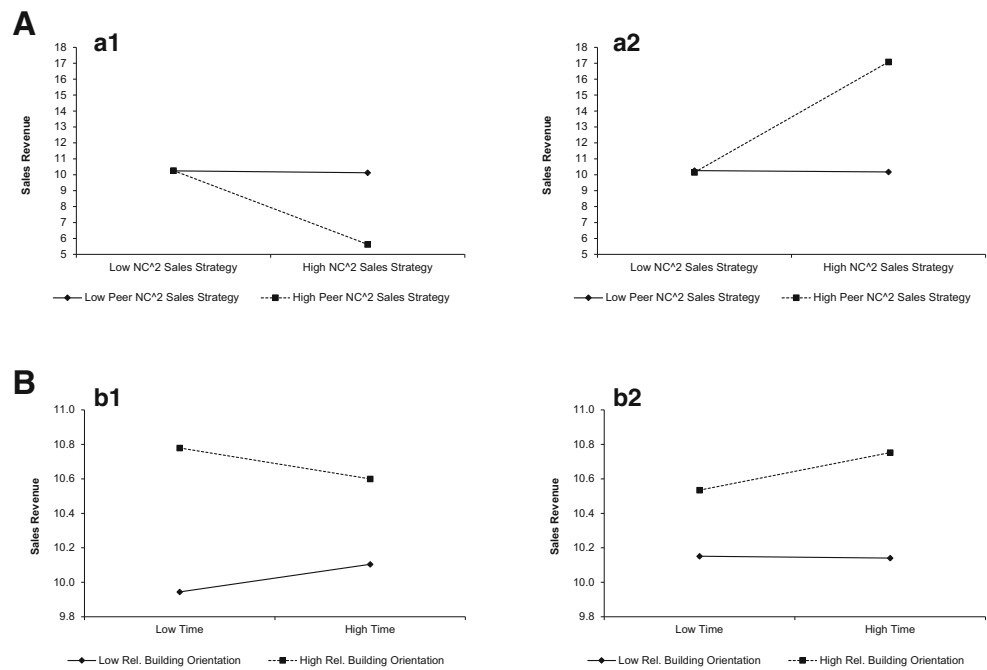 A
a1
18
17
16
15
14
13
12
11
10
9
8
7
6
5
Sales Revenue
Low NC^2 Sales Strategy
High NC^2 Sales Strategy
Low Peer NC^2 Sales Strategy
High Peer NC^2 Sales Strategy
a2
18
17
16
15
14
13
12
11
10
9
8
7
6
5
Sales Revenue
Low NC^2 Sales Strategy
High NC^2 Sales Strategy
Low Peer NC^2 Sales Strategy
High Peer NC^2 Sales Strategy
B
b1
11.0
10.8
10.6
10.4
10.2
10.0
9.8
Sales Revenue
Low Time
High Time
Low Rel. Building Orientation
High Rel. Building Orientation
b2
11.0
10.8
10.6
10.4
10.2
10.0
9.8
Sales Revenue
Low Time
High Time
Low Rel. Building Orientation
High Rel. Building Orientation